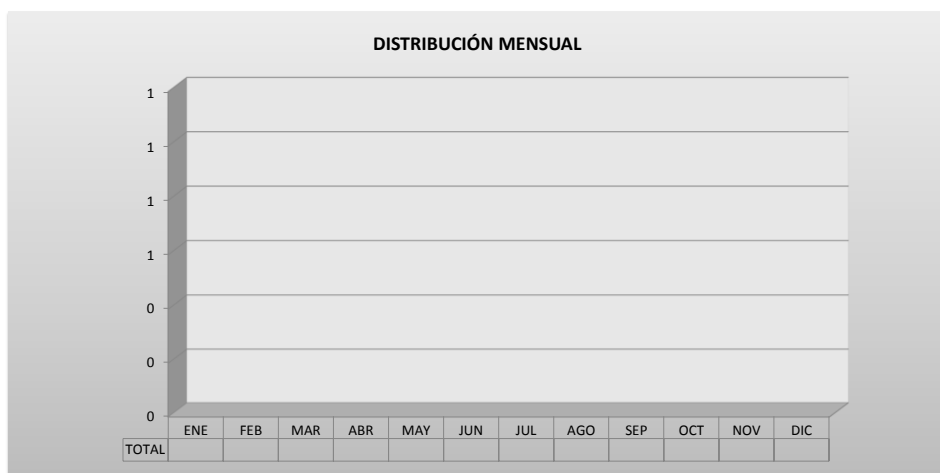 DISTRIBUCIÓN MENSUAL
1
1
1
1
0
0
0
ENE FEB MAR ABR MAY JUN JUL AGO SEP OCT NOV DIC
TOTAL